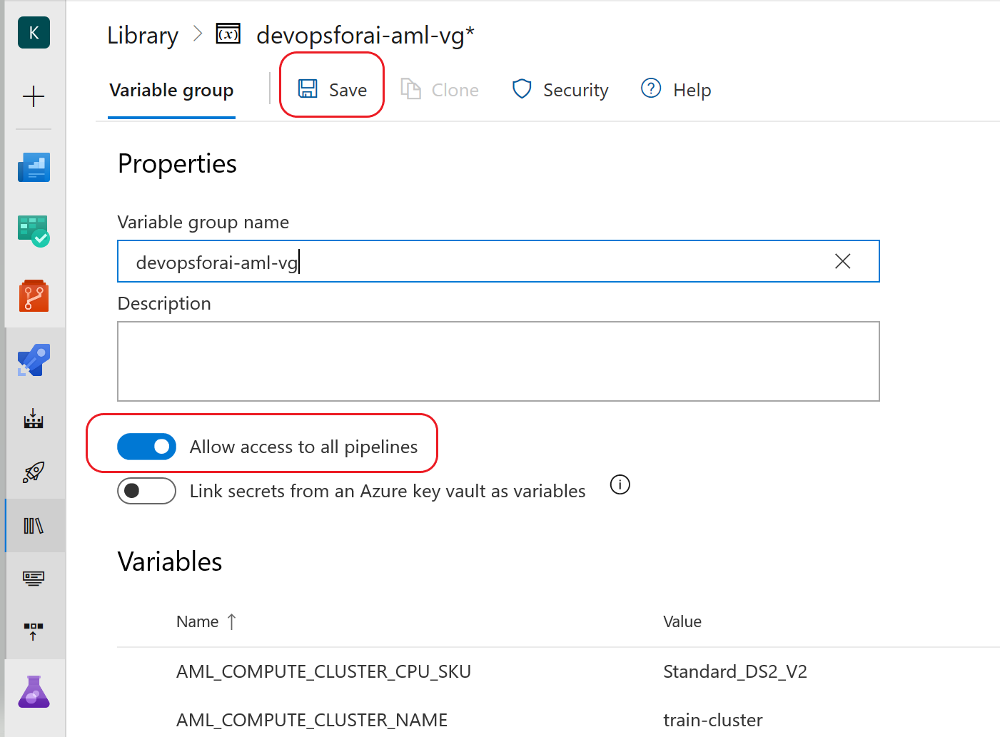 K
Library > (x) devopsforai-aml-vg*
Variable group Save Clone Security ? Help
Properties
Variable group name
devopsforai-aml-vg
Description
Allow access to all pipelines
Link secrets from an Azure key vault as variables i
Variables
Name ↑ Value
AML_COMPUTE_CLUSTER_CPU_SKU Standard_DS2_V2
AML_COMPUTE_CLUSTER_NAME train-cluster